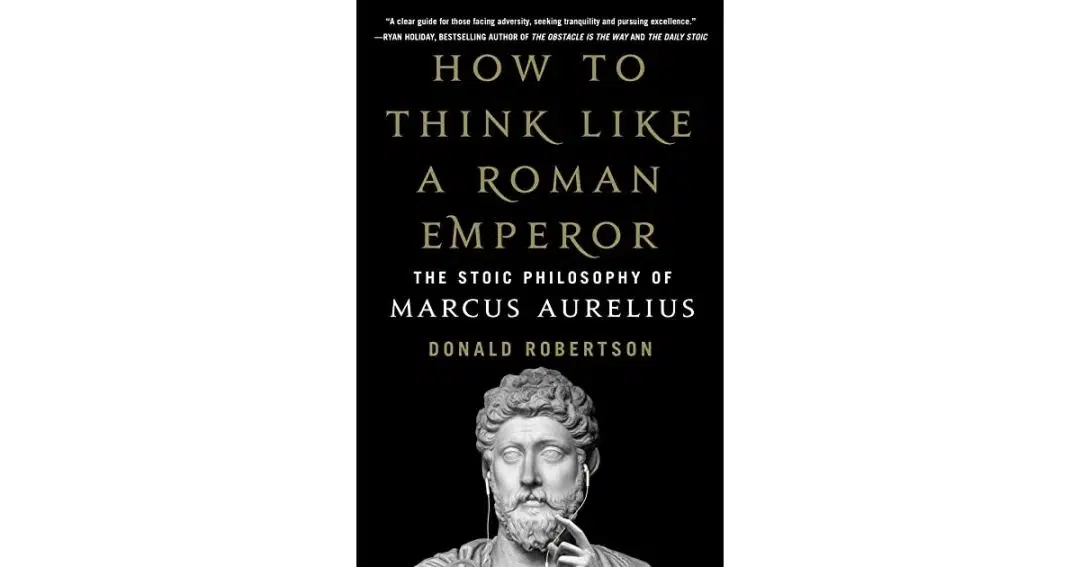 “A clear guide for those facing adversity, seeking tranquility and pursuing excellence.”
—RYAN HOLIDAY, BESTSELLING AUTHOR OF THE OBSTACLE IS THE WAY AND THE DAILY STOIC
HOW TO
THINK LIKE
A ROMAN
EMPEROR
THE STOIC PHILOSOPHY OF
MARCUS AURELIUS
DONALD ROBERTSON